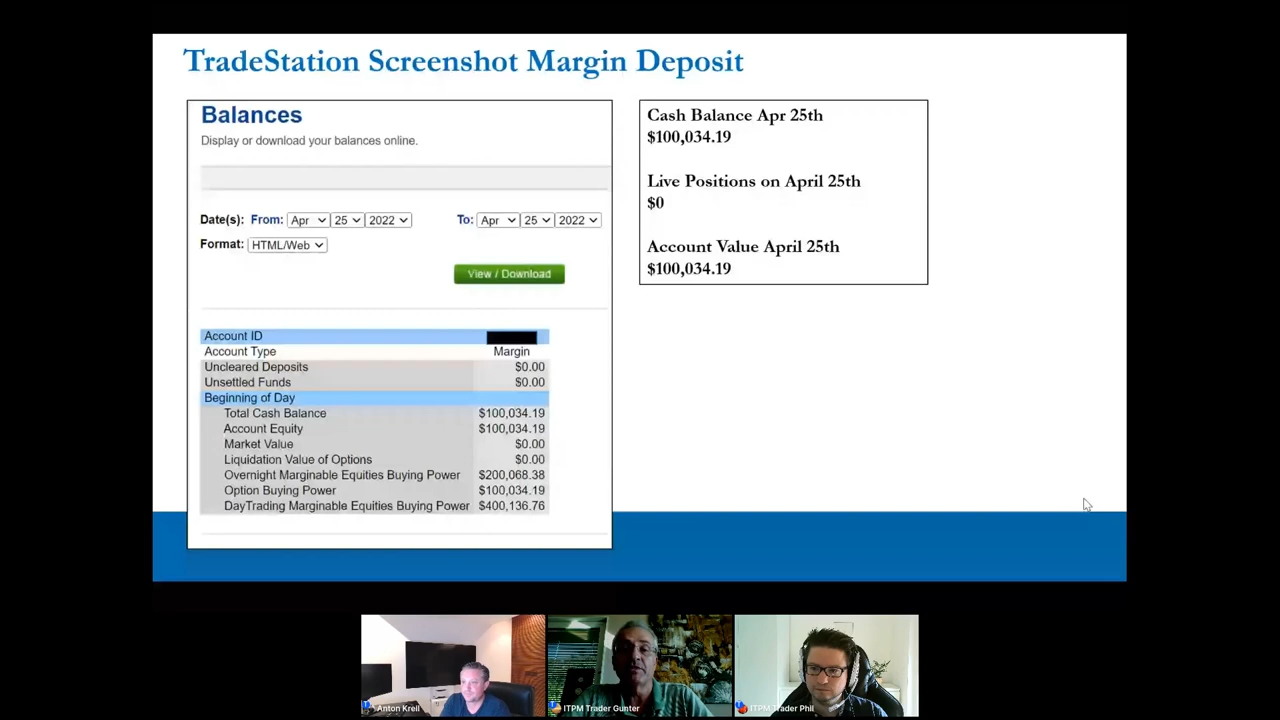 TradeStation Screenshot Margin Deposit
Balances
Display or download your balances online.
Date(s): From: Apr 25 2022 To: Apr 25 2022
Format: HTML/Web
View / Download
Account ID
Account Type Margin
Uncleared Deposits $0.00
Unsettled Funds $0.00
Beginning of Day
Total Cash Balance $100,034.19
Account Equity $100,034.19
Market Value $0.00
Liquidation Value of Options $0.00
Overnight Marginable Equities Buying Power $200,068.38
Option Buying Power $100,034.19
DayTrading Marginable Equities Buying Power $400,136.76
Cash Balance Apr 25th
$100,034.19
Live Positions on April 25th
$0
Account Value April 25th
$100,034.19
Anton Kreil
ITPM Trader Gunter
ITPM Trader Phil